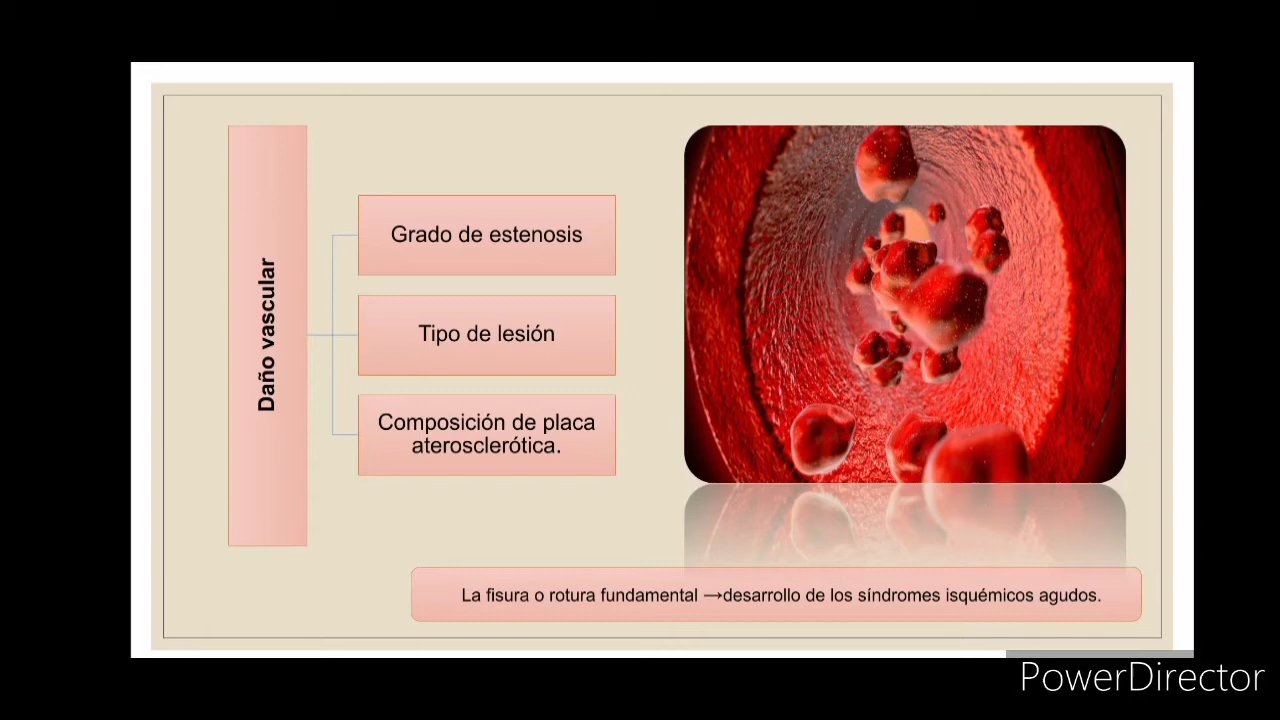 Daño vascular
Grado de estenosis
Tipo de lesión
Composición de placa
aterosclerótica.
La fisura o rotura fundamental →desarrollo de los síndromes isquémicos agudos.
PowerDirector